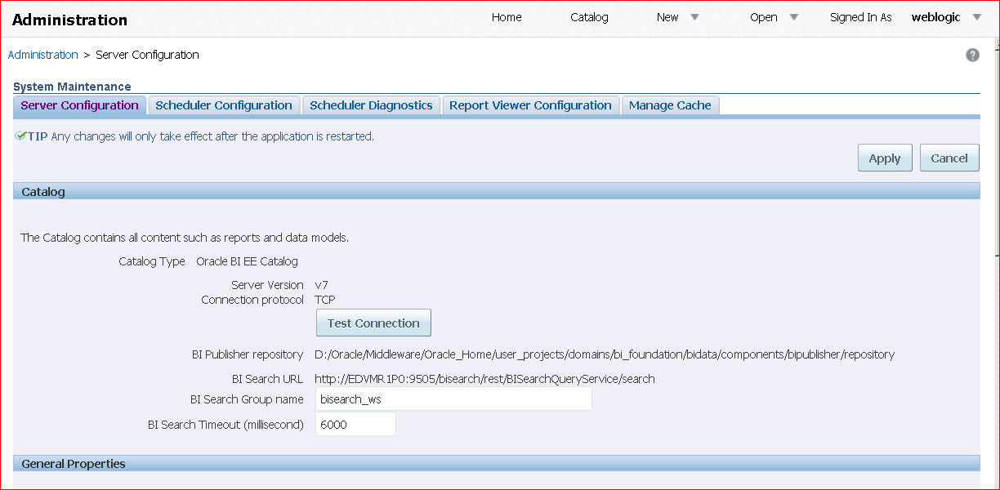 Administration Home Catalog New Open Signed In As weblogic
Administration > Server Configuration ?
System Maintenance
Server Configuration Scheduler Configuration Scheduler Diagnostics Report Viewer Configuration Manage Cache
TIP Any changes will only take effect after the application is restarted.
Apply Cancel
Catalog
The Catalog contains all content such as reports and data models.
Catalog Type Oracle BI EE Catalog
Server Version v7
Connection protocol TCP
Test Connection
BI Publisher repository D:/Oracle/Middleware/Oracle_Home/user_projects/domains/bi_foundation/bidata/components/bipublisher/repository
BI Search URL http://EDVMR1P0:9505/bisearch/rest/BISearchQueryService/search
BI Search Group name bisearch_ws
BI Search Timeout (millisecond) 6000
General Properties